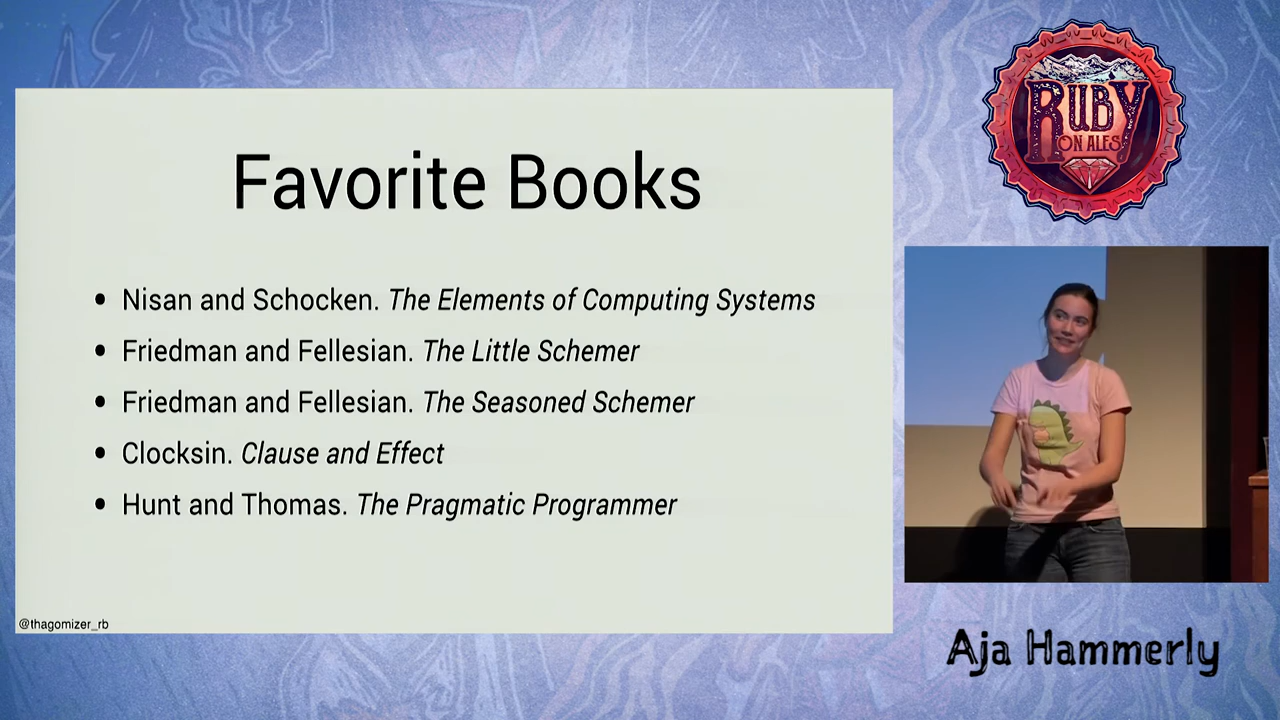 Favorite Books
• Nisan and Schocken. The Elements of Computing Systems
• Friedman and Fellesian. The Little Schemer
• Friedman and Fellesian. The Seasoned Schemer
• Clocksin. Clause and Effect
• Hunt and Thomas. The Pragmatic Programmer
@thagomizer_rb
RUBY
ON ALES
Aja Hammerly